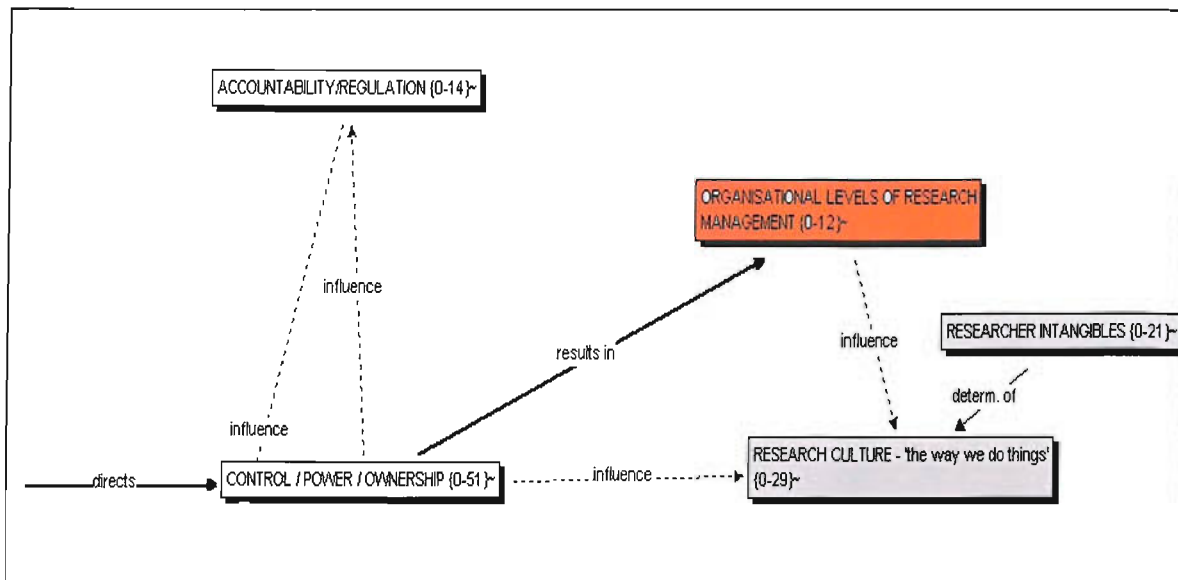 ACCOUNTABILITY/REGULATION {0-14}~
ORGANISATIONAL LEVELS OF RESEARCH
MANAGEMENT {0-12}~
influence
RESEARCHER INTANGIBLES {0-21}~
influence
results in
determ. of
influence
RESEARCH CULTURE - 'the way we do things'
{0-29}~
directs
CONTROL / POWER / OWNERSHIP {0-51}~
influence